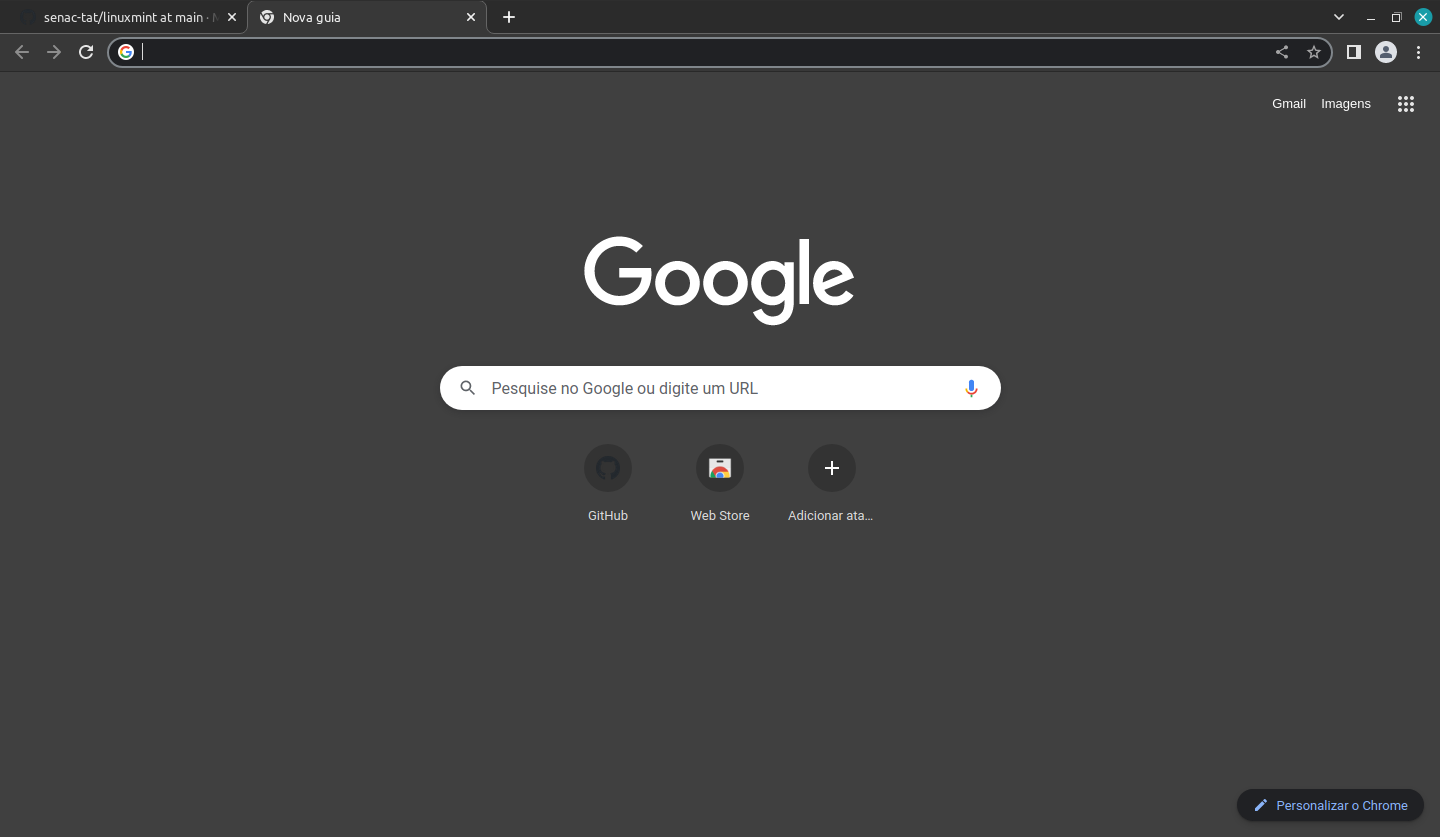 senac-tat/linuxmint at main ·
Nova guia
Gmail Imagens
Google
Pesquise no Google ou digite um URL
GitHub Web Store Adicionar ata...
Personalizar o Chrome